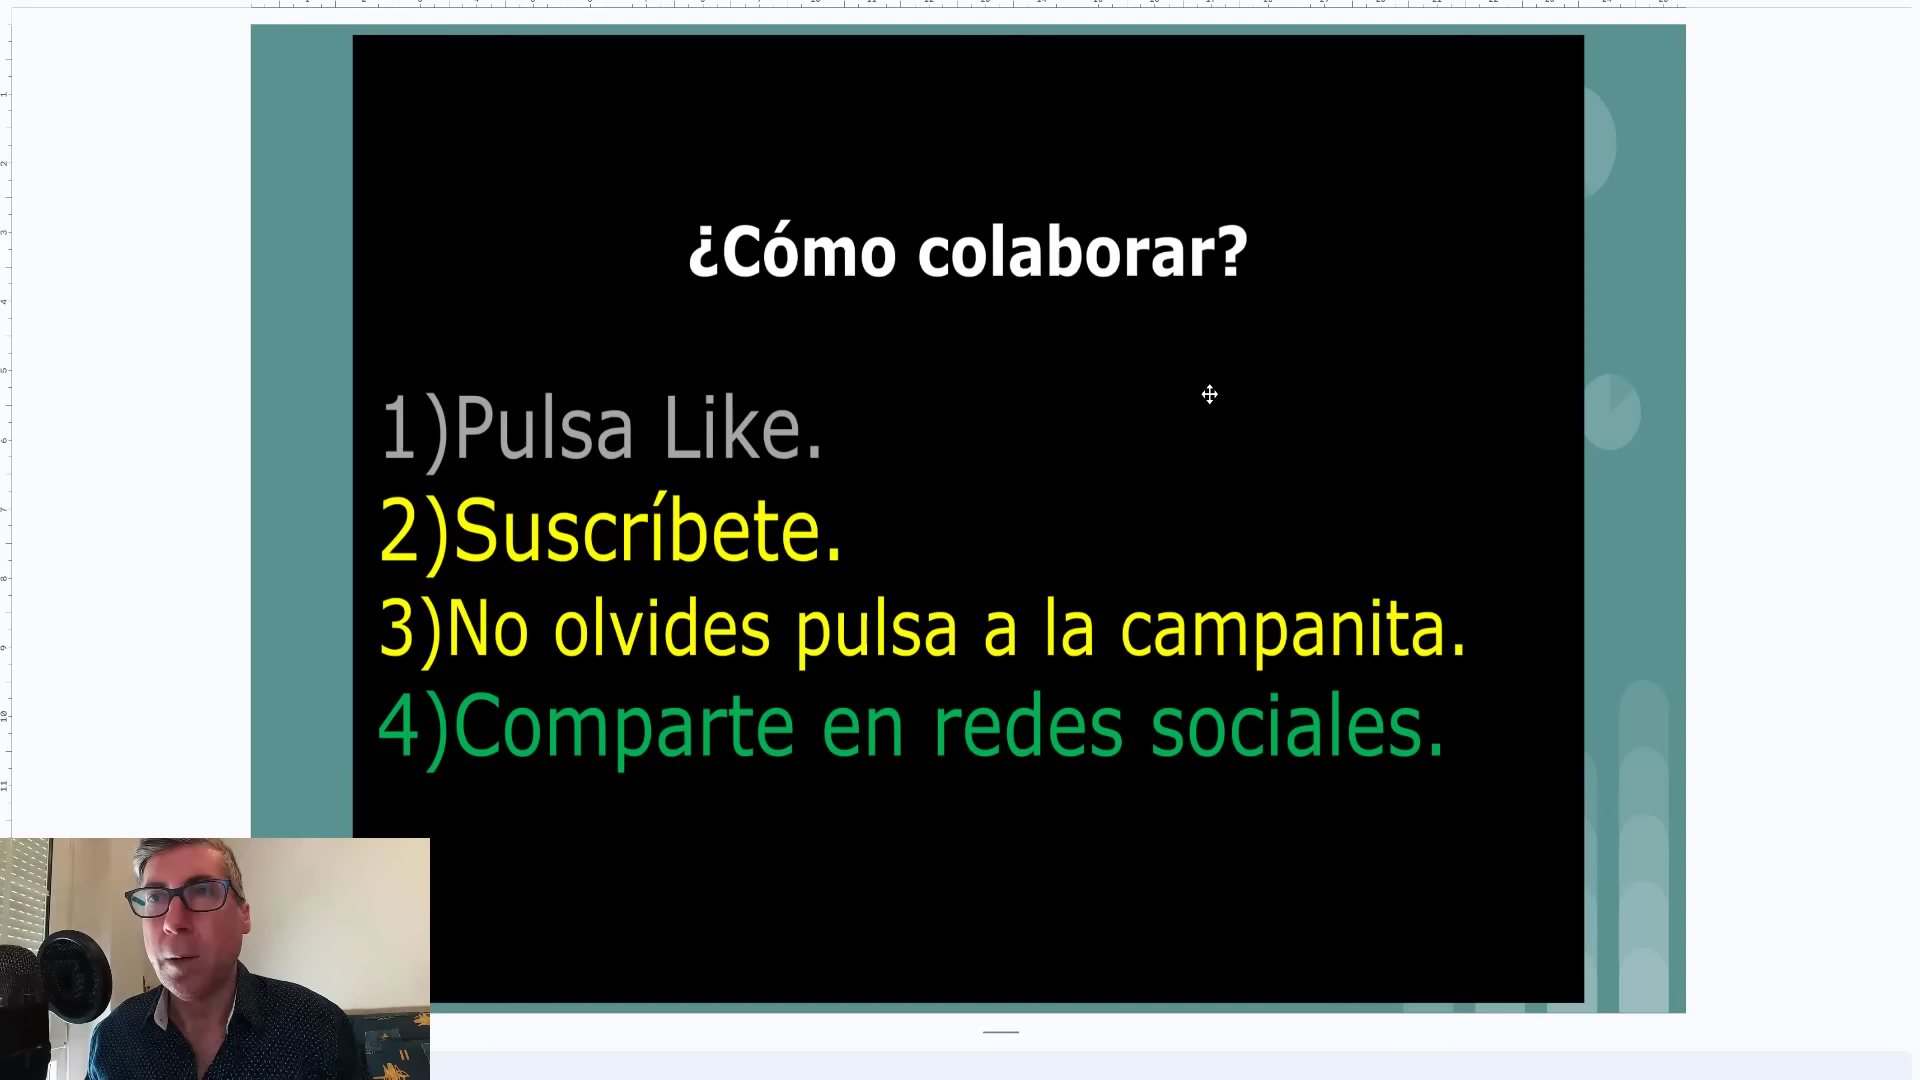 ¿Cómo colaborar?
1)Pulsa Like.
2)Suscríbete.
3)No olvides pulsa a la campanita.
4)Comparte en redes sociales.